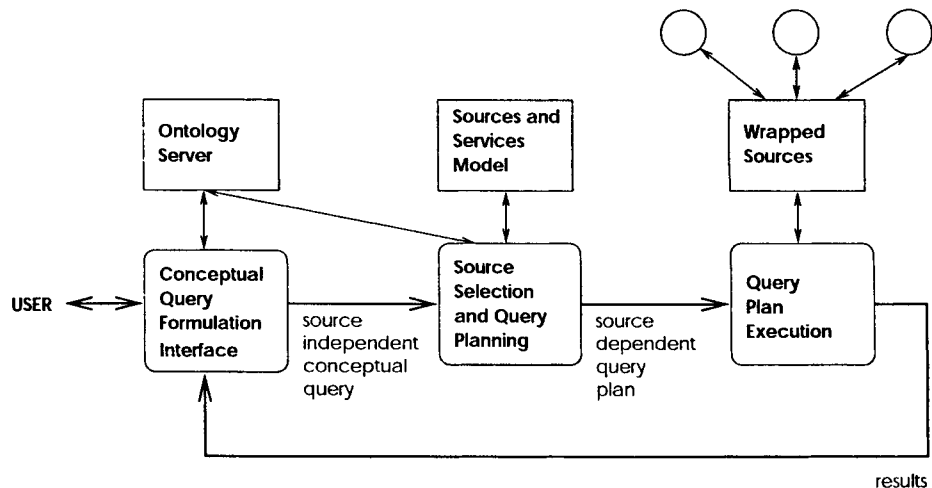 Ontology
Server
Sources and
Services
Model
Wrapped
Sources
USER
Conceptual
Query
Formulation
Interface
source
independent
conceptual
query
Source
Selection
and Query
Planning
source
dependent
query
plan
Query
Plan
Execution
results